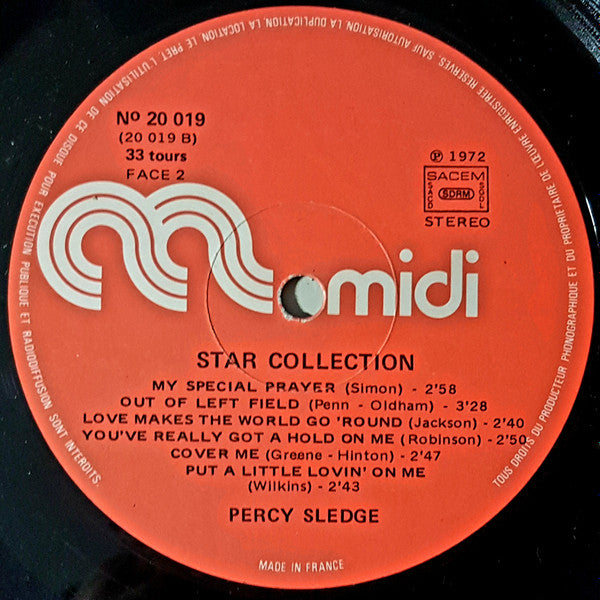 TOUS DROITS DU PRODUCTEUR PHONOGRAPHIQUE ET DU PROPRIETAIRE DE L'ŒUVRE ENREGISTREE RESERVES. SAUF AUTORISATION, LA DUPLICATION, LA LOCATION, LE PRET, L'UTILISATION DE CE DISQUE POUR EXECUTION PUBLIQUE ET RADIODIFFUSION SONT INTERDITS.
Nº 20 019
(20 019 B)
33 tours
FACE 2
℗ 1972
SACEM
SACD SDRM SGDL
STEREO
midi
STAR COLLECTION
MY SPECIAL PRAYER (Simon) - 2'58
OUT OF LEFT FIELD (Penn - Oldham) - 3'28
LOVE MAKES THE WORLD GO 'ROUND (Jackson) - 2'40
YOU'VE REALLY GOT A HOLD ON ME (Robinson) - 2'50
COVER ME (Greene - Hinton) - 2'47
PUT A LITTLE LOVIN' ON ME
(Wilkins) - 2'43
PERCY SLEDGE
MADE IN FRANCE